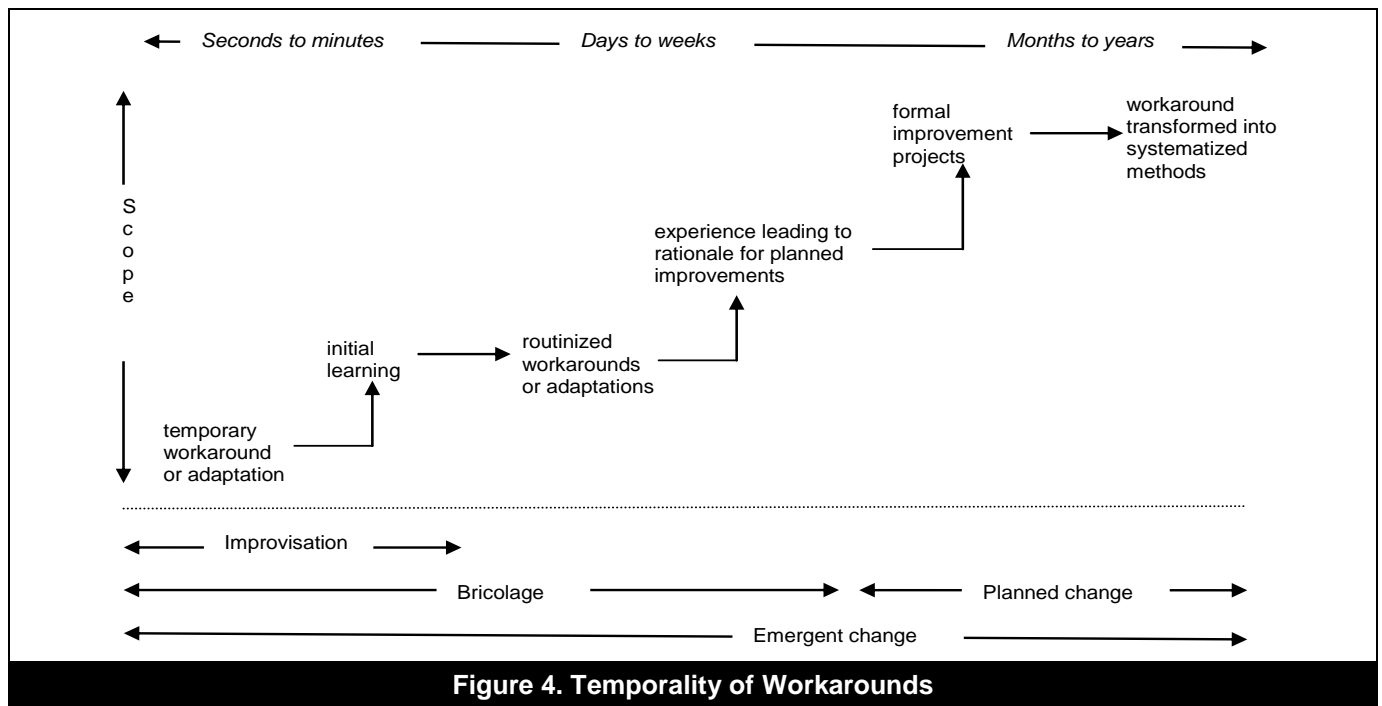 Seconds to minutes Days to weeks Months to years
formal
improvement
projects
workaround
transformed into
systematized
methods
S
c
o
p
e
experience leading to
rationale for planned
improvements
initial
learning
routinized
workarounds
or adaptations
temporary
workaround
or adaptation
Improvisation
Bricolage Planned change
Emergent change
Figure 4. Temporality of Workarounds